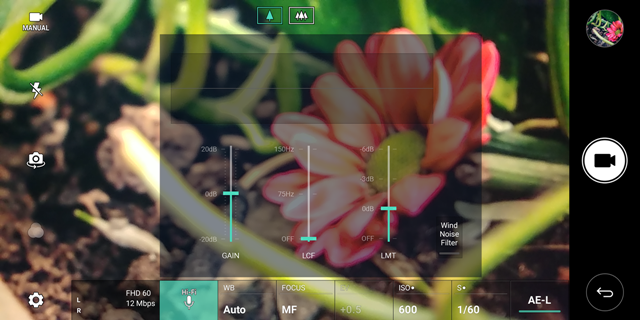 MANUAL
20dB
0dB
-20dB
GAIN
150Hz
75Hz
OFF
LCF
-6dB
-3dB
0dB
OFF
LMT
Wind
Noise
Filter
L
R
FHD 60
12 Mbps
Hi-Fi
WB
Auto
FOCUS
MF
+0.5
ISO
600
S
1/60
AE-L